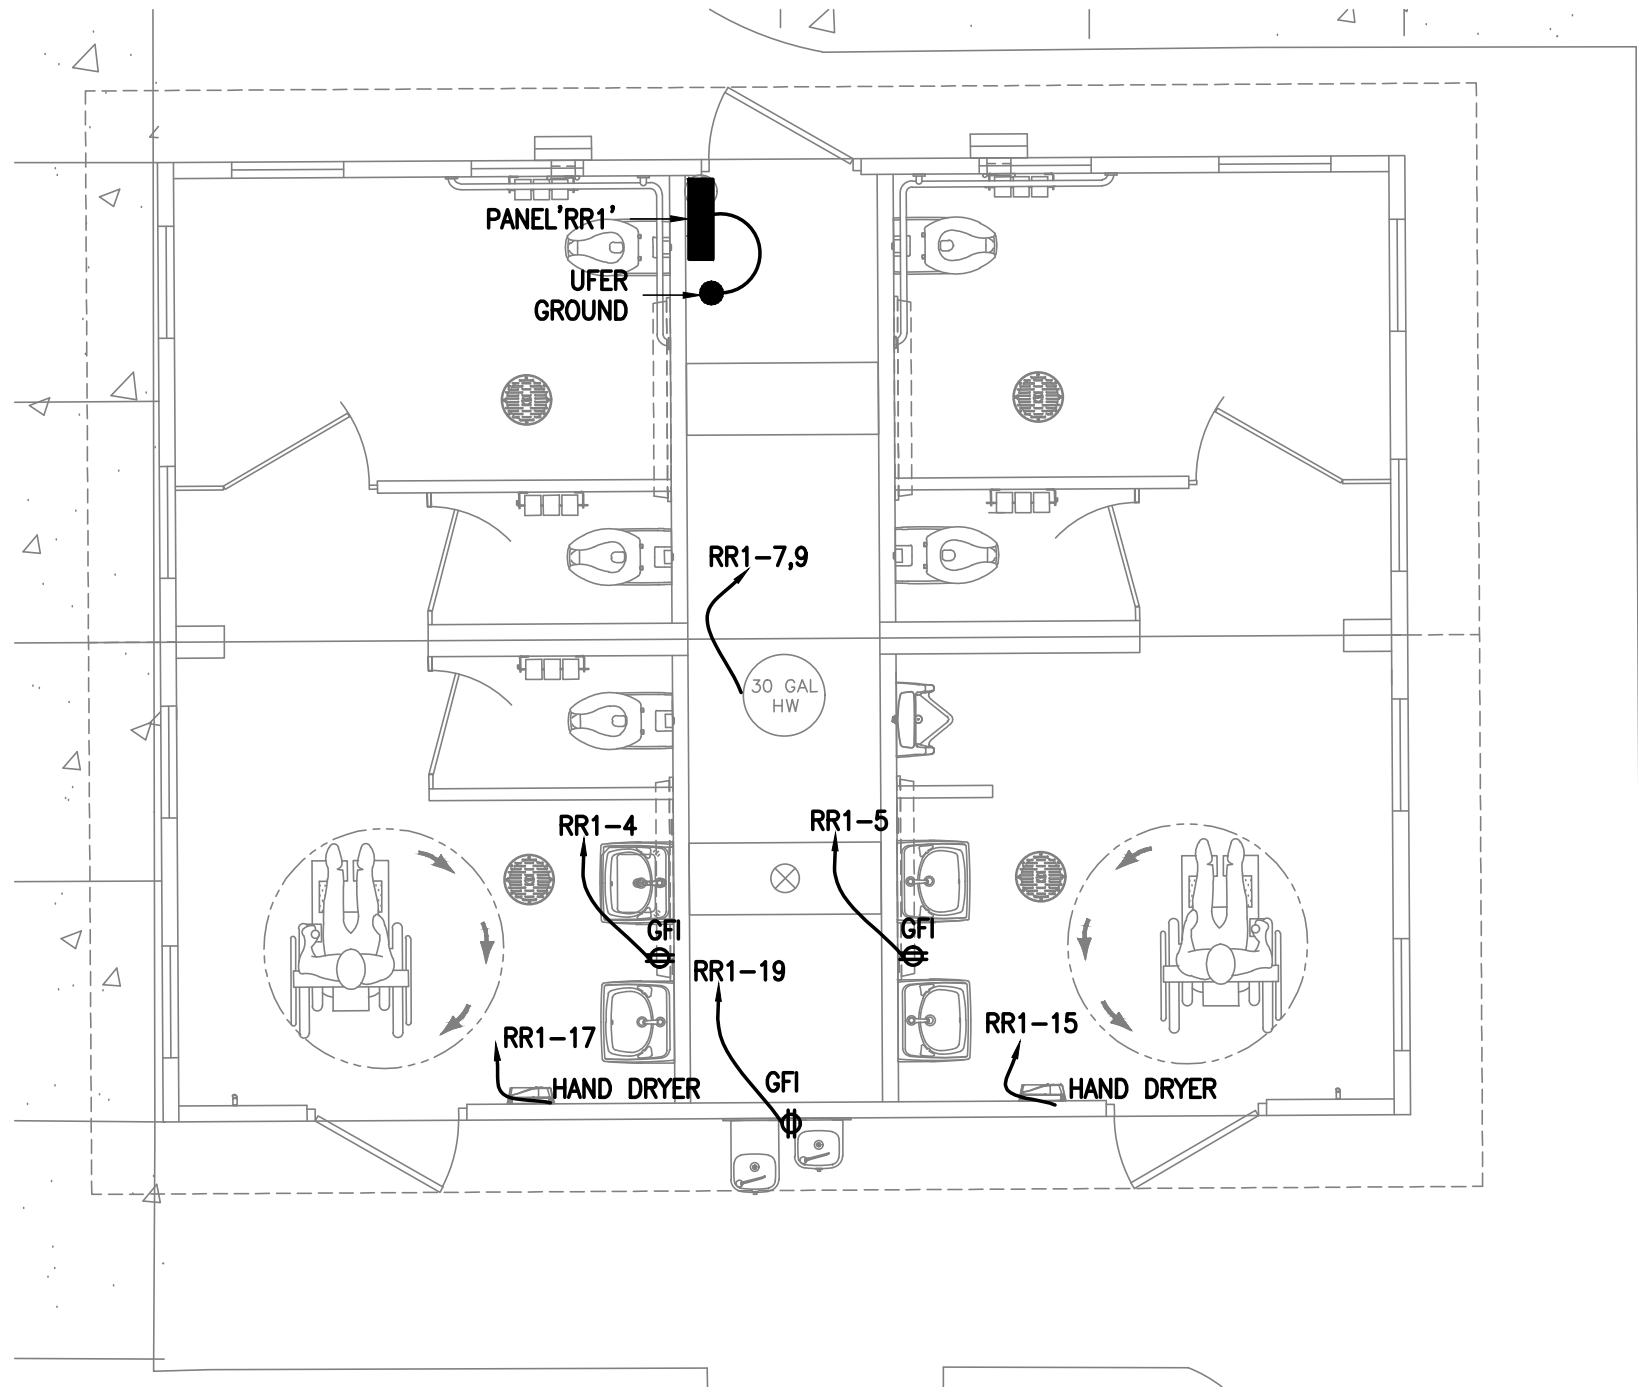 PANEL'RR1'
UFER
GROUND
RR1-7,9
30 GAL
HW
RR1-4
RR1-5
GFI
GFI
RR1-19
RR1-17
RR1-15
HAND DRYER
GFI
HAND DRYER